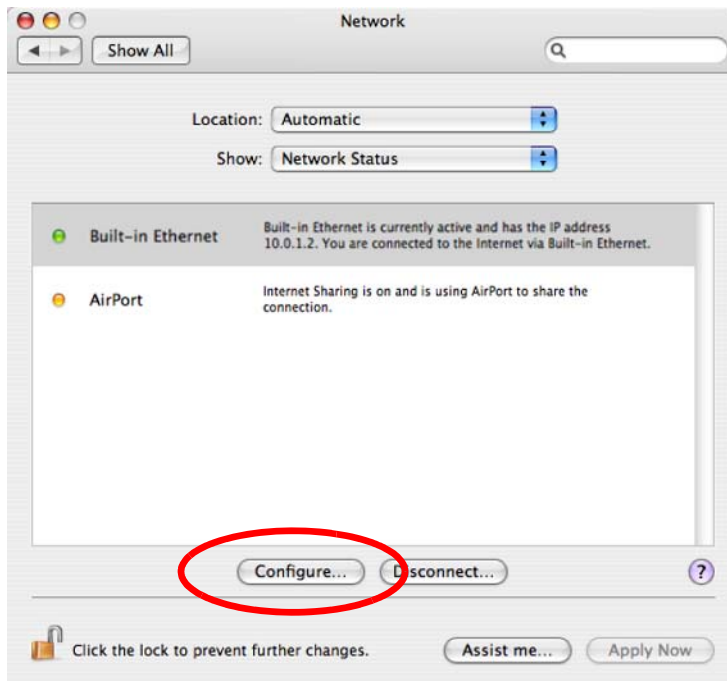 Network
Show All
Location: Automatic
Show: Network Status
Built-in Ethernet
Built-in Ethernet is currently active and has the IP address
10.0.1.2. You are connected to the Internet via Built-in Ethernet.
AirPort
Internet Sharing is on and is using AirPort to share the
connection.
Configure... Disconnect... ?
Click the lock to prevent further changes. Assist me... Apply Now